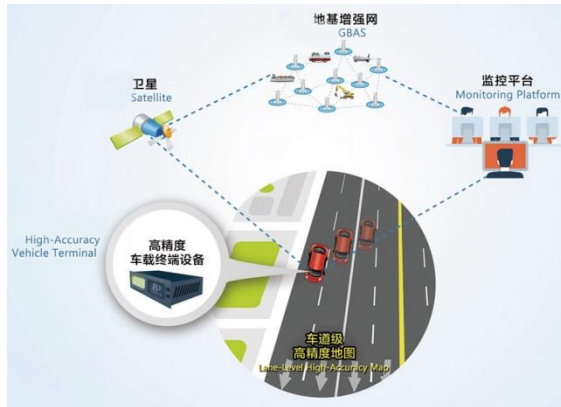 地基增强网
GBAS
卫星
Satellite
监控平台
Monitoring Platform
High-Accuracy
Vehicle Terminal
高精度
车载终端设备
车道级
高精度地图
Lane-Level High-Accuracy Map